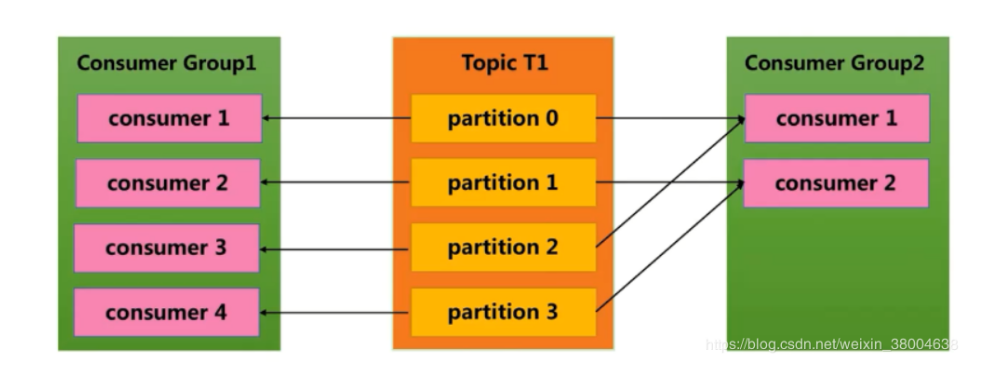 Consumer Group1
consumer 1
consumer 2
consumer 3
consumer 4
Topic T1
partition 0
partition 1
partition 2
partition 3
Consumer Group2
consumer 1
consumer 2
https://blog.csdn.net/weixin_38004638